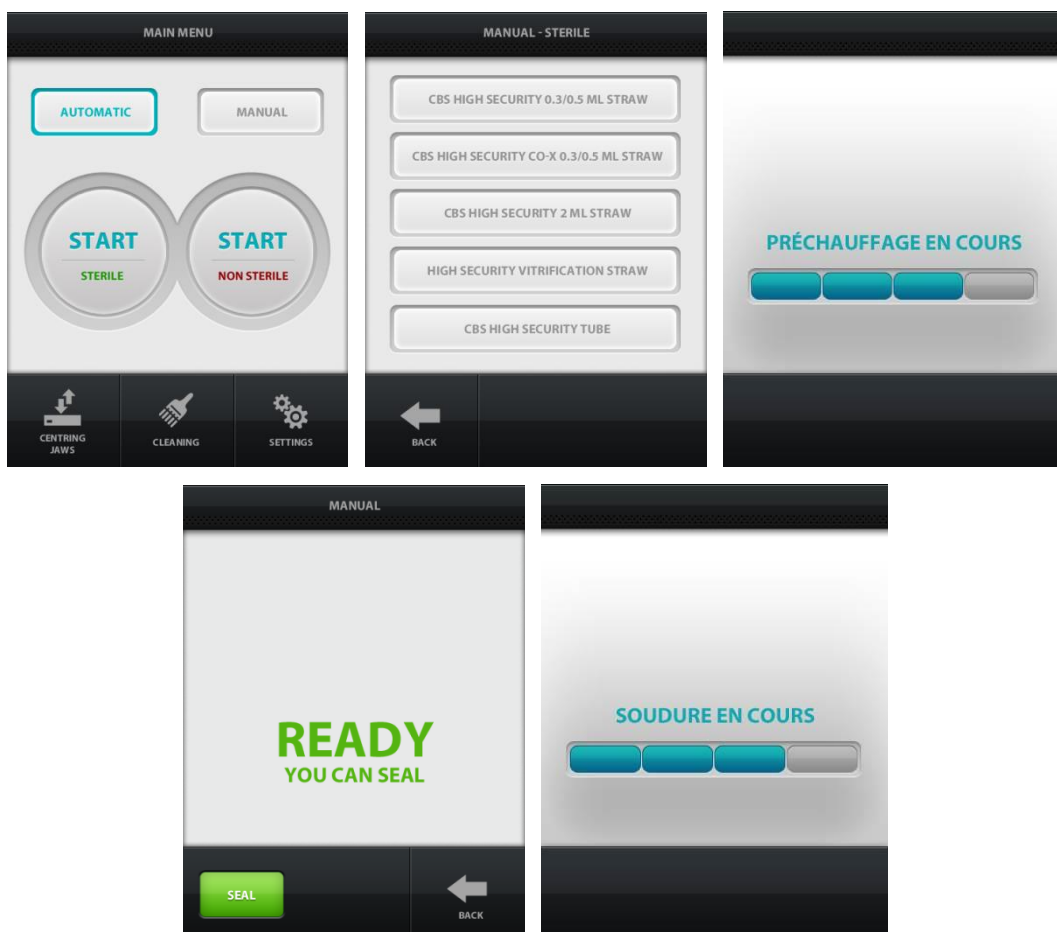 MAIN MENU
AUTOMATIC
MANUAL
START
STERILE
START
NON STERILE
CENTRING
JAWS
CLEANING
SETTINGS
MANUAL - STERILE
CBS HIGH SECURITY 0.3/0.5 ML STRAW
CBS HIGH SECURITY CO-X 0.3/0.5 ML STRAW
CBS HIGH SECURITY 2 ML STRAW
HIGH SECURITY VITRIFICATION STRAW
CBS HIGH SECURITY TUBE
BACK
PRÉCHAUFFAGE EN COURS
MANUAL
READY
YOU CAN SEAL
SEAL
BACK
SOUDURE EN COURS